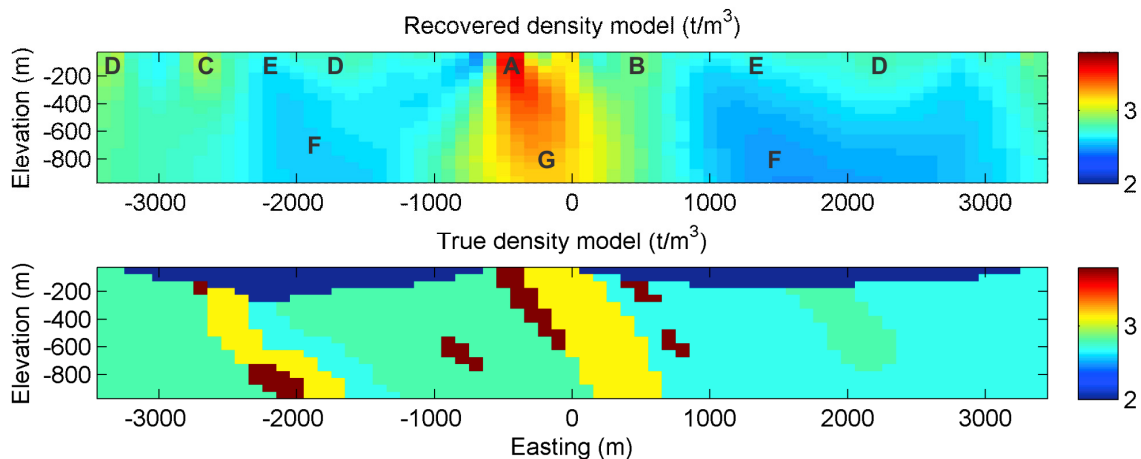 Recovered density model (t/m³)
Elevation (m)
-200
-400
-600
-800
D C E D A B E D
F G F
-3000 -2000 -1000 0 1000 2000 3000
3
2
True density model (t/m³)
Elevation (m)
-200
-400
-600
-800
-3000 -2000 -1000 0 1000 2000 3000
Easting (m)
3
2